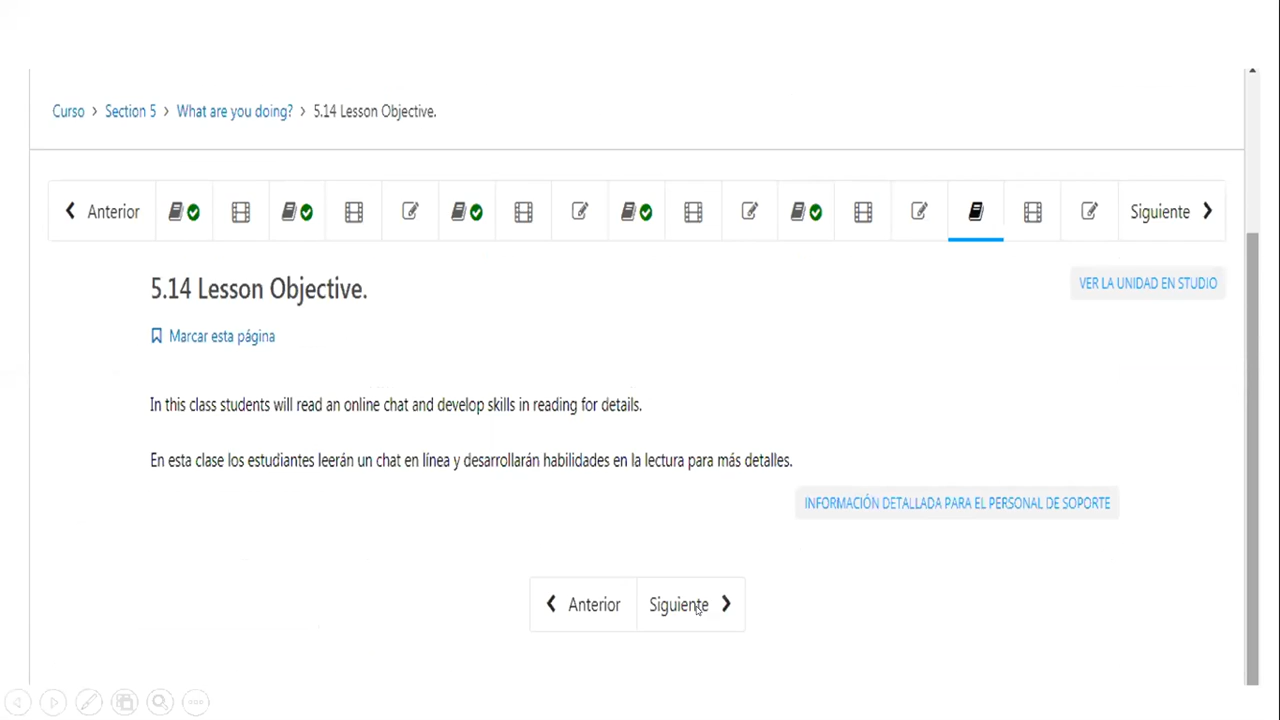 Curso > Section 5 > What are you doing? > 5.14 Lesson Objective.
Anterior
Siguiente
5.14 Lesson Objective.
VER LA UNIDAD EN STUDIO
Marcar esta página
In this class students will read an online chat and develop skills in reading for details.
En esta clase los estudiantes leerán un chat en línea y desarrollarán habilidades en la lectura para más detalles.
INFORMACIÓN DETALLADA PARA EL PERSONAL DE SOPORTE
Anterior
Siguiente